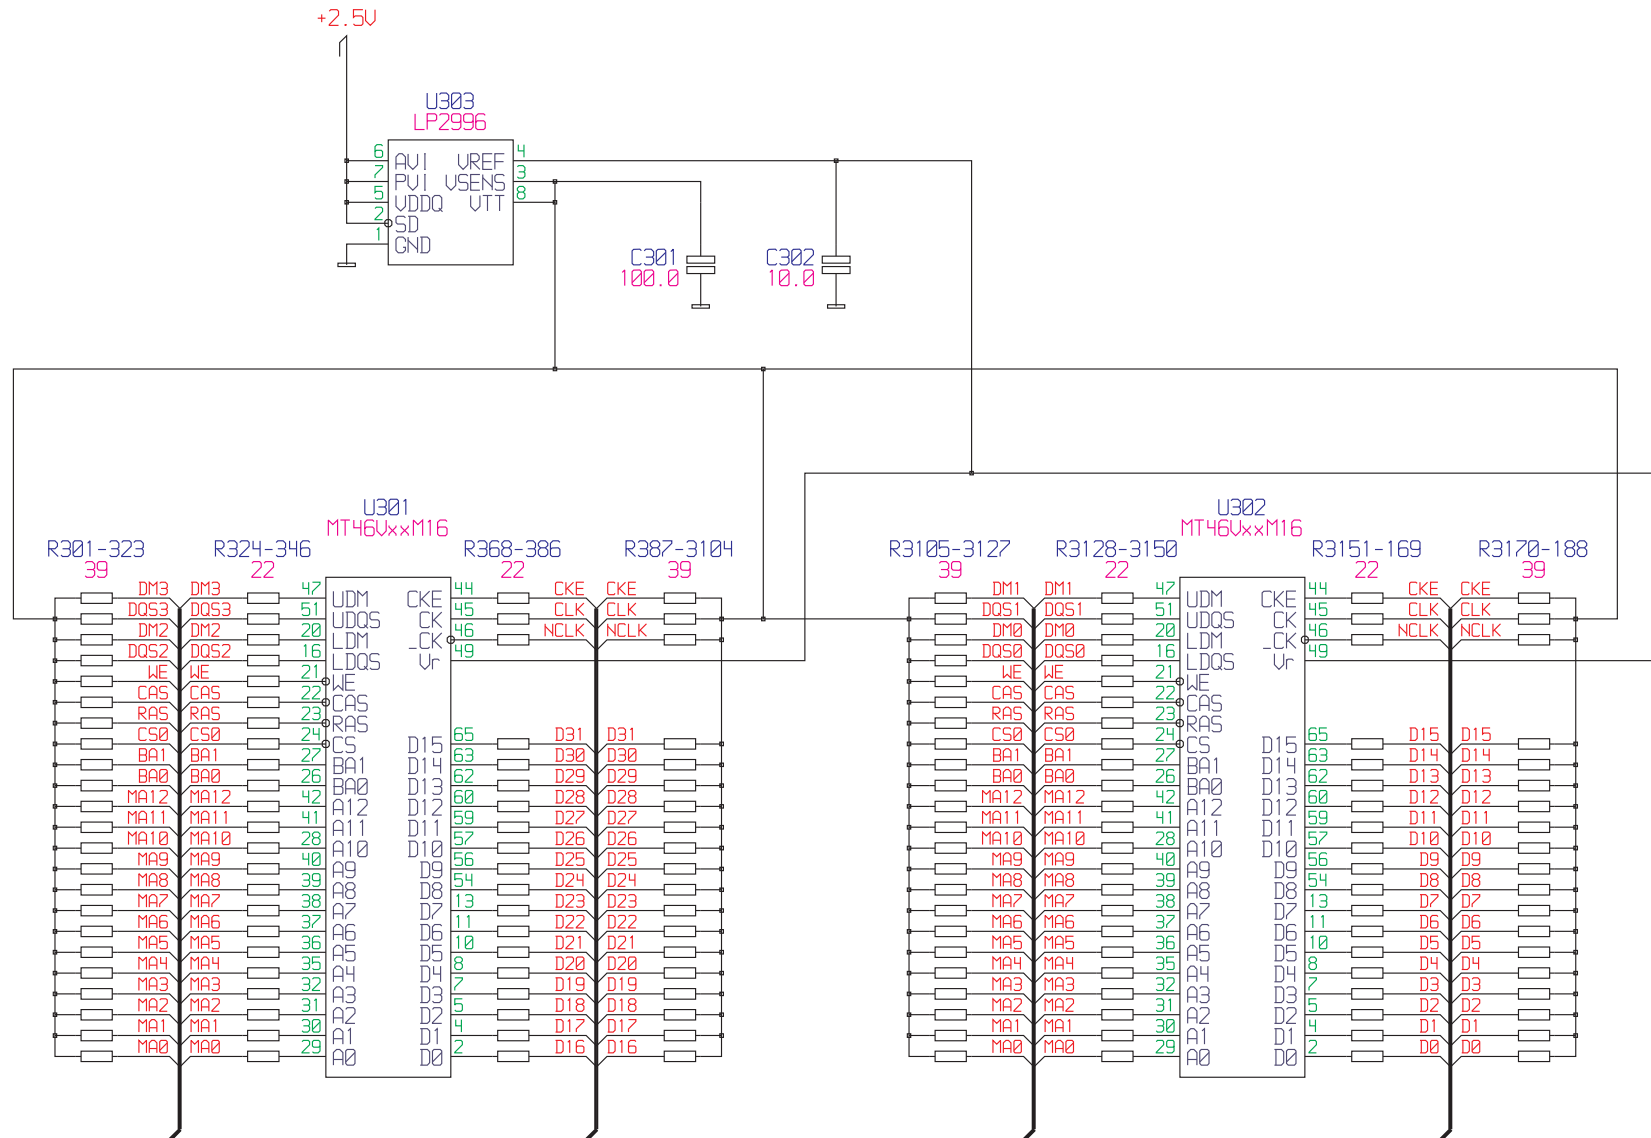 +2.5V
U303
LP2996
6 AVI VREF 4
7 PVI VSENS 3
5 VDDQ VTT 8
2 SD
1 GND
C301 C302
100.0 10.0
U301 U302
MT46VxxM16 MT46VxxM16
R301-323 R324-346 R368-386 R387-3104 R3105-3127 R3128-3150 R3151-169 R3170-188
39 22 22 39 39 22 22 39
DM3 DM3 47 UDM CKE 44 CKE CKE DM1 DM1 47 UDM CKE 44 CKE CKE
DQS3 DQS3 51 UDQS CK 45 CLK CLK DQS1 DQS1 51 UDQS CK 45 CLK CLK
DM2 DM2 20 LDM _CK 46 NCLK NCLK DM0 DM0 20 LDM _CK 46 NCLK NCLK
DQS2 DQS2 16 LDQS Vr 49 DQS0 DQS0 16 LDQS Vr 49
WE WE 21 WE WE WE 21 WE
CAS CAS 22 CAS CAS CAS 22 CAS
RAS RAS 23 RAS RAS RAS 23 RAS
CS0 CS0 24 CS D15 65 D31 D31 CS0 CS0 24 CS D15 65 D15 D15
BA1 BA1 27 BA1 D14 63 D30 D30 BA1 BA1 27 BA1 D14 63 D14 D14
BA0 BA0 26 BA0 D13 62 D29 D29 BA0 BA0 26 BA0 D13 62 D13 D13
MA12 MA12 42 A12 D12 60 D28 D28 MA12 MA12 42 A12 D12 60 D12 D12
MA11 MA11 41 A11 D11 59 D27 D27 MA11 MA11 41 A11 D11 59 D11 D11
MA10 MA10 28 A10 D10 57 D26 D26 MA10 MA10 28 A10 D10 57 D10 D10
MA9 MA9 40 A9 D9 56 D25 D25 MA9 MA9 40 A9 D9 56 D9 D9
MA8 MA8 39 A8 D8 54 D24 D24 MA8 MA8 39 A8 D8 54 D8 D8
MA7 MA7 38 A7 D7 13 D23 D23 MA7 MA7 38 A7 D7 13 D7 D7
MA6 MA6 37 A6 D6 11 D22 D22 MA6 MA6 37 A6 D6 11 D6 D6
MA5 MA5 36 A5 D5 10 D21 D21 MA5 MA5 36 A5 D5 10 D5 D5
MA4 MA4 35 A4 D4 8 D20 D20 MA4 MA4 35 A4 D4 8 D4 D4
MA3 MA3 32 A3 D3 7 D19 D19 MA3 MA3 32 A3 D3 7 D3 D3
MA2 MA2 31 A2 D2 5 D18 D18 MA2 MA2 31 A2 D2 5 D2 D2
MA1 MA1 30 A1 D1 4 D17 D17 MA1 MA1 30 A1 D1 4 D1 D1
MA0 MA0 29 A0 D0 2 D16 D16 MA0 MA0 29 A0 D0 2 D0 D0